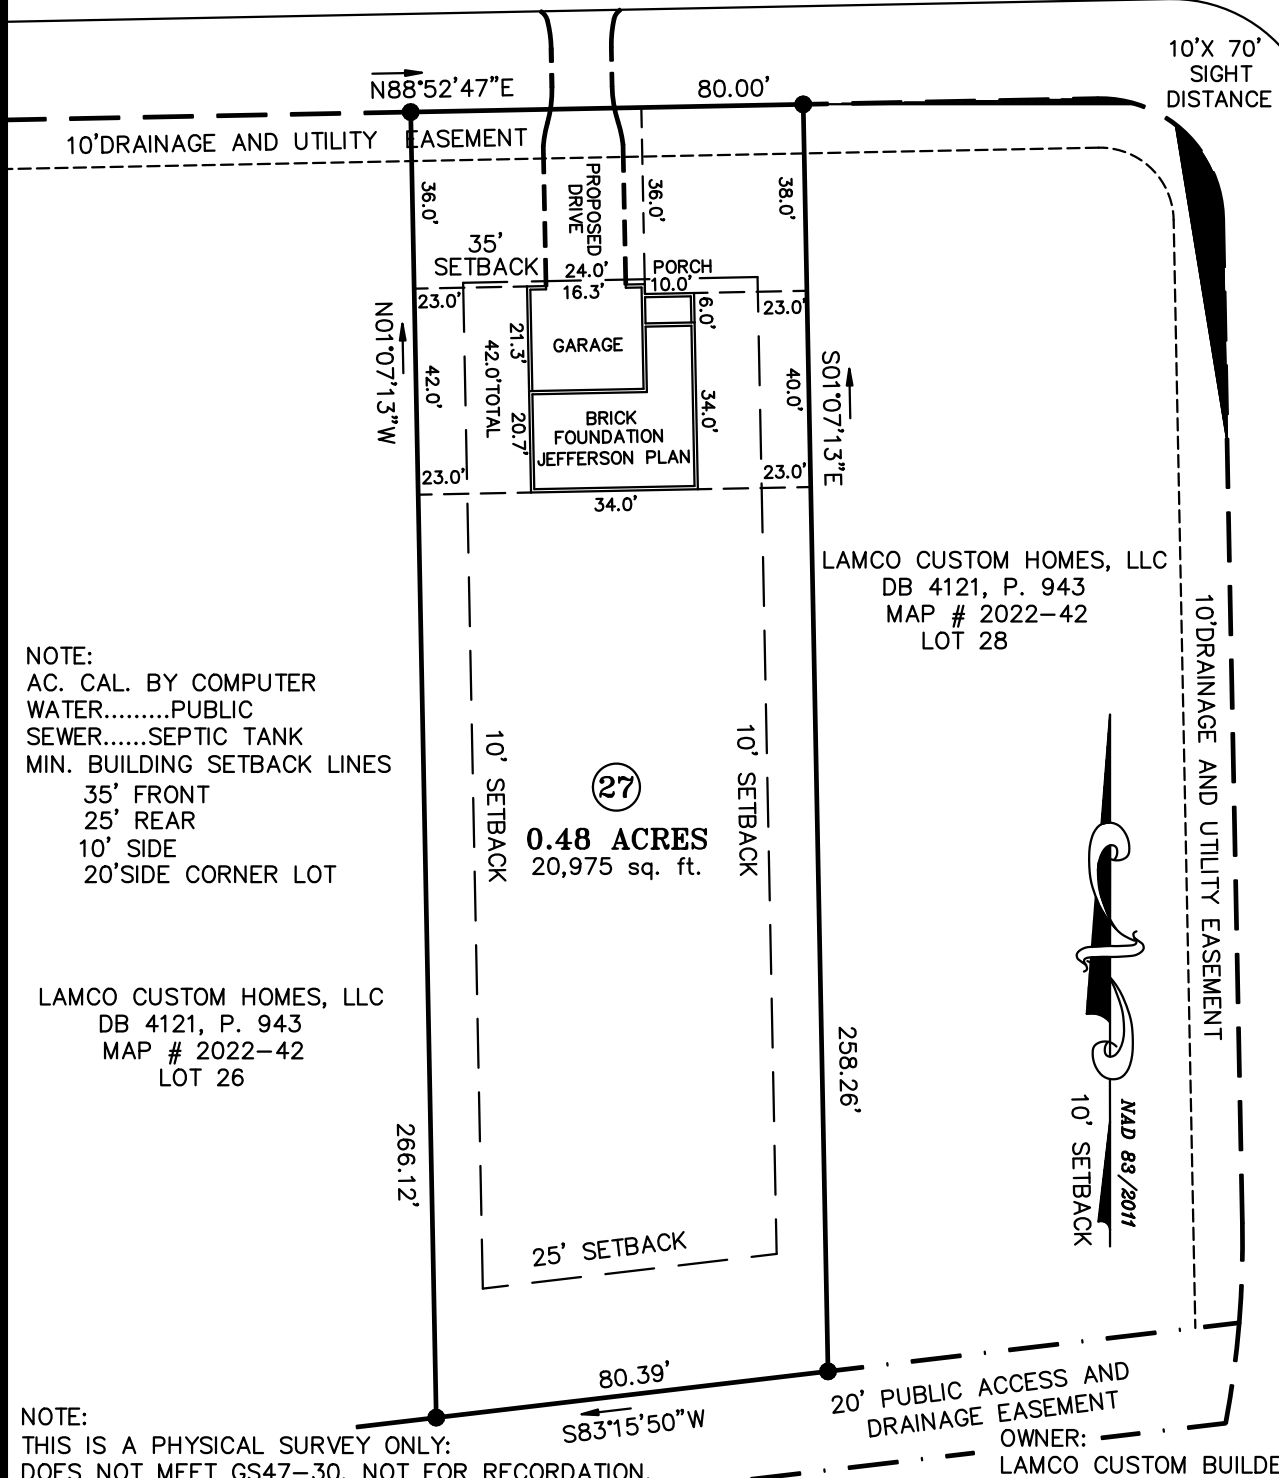 10'X 70'
SIGHT
DISTANCE
N88°52'47"E
80.00'
10'DRAINAGE AND UTILITY EASEMENT
36.0'
PROPOSED
DRIVE
36.0'
38.0'
35'
SETBACK
24.0'
PORCH
16.3'
10.0'
23.0'
6.0'
23.0'
N01°07'13"W
21.3'
GARAGE
42.0'
42.0'TOTAL
40.0'
S01°07'13"E
34.0'
20.7'
BRICK
FOUNDATION
JEFFERSON PLAN
23.0'
23.0'
34.0'
LAMCO CUSTOM HOMES, LLC
DB 4121, P. 943
MAP # 2022-42
LOT 28
10'DRAINAGE AND UTILITY EASEMENT
NOTE:
AC. CAL. BY COMPUTER
WATER.........PUBLIC
SEWER......SEPTIC TANK
MIN. BUILDING SETBACK LINES
35' FRONT
25' REAR
10' SIDE
20'SIDE CORNER LOT
10' SETBACK
27
0.48 ACRES
20,975 sq. ft.
10' SETBACK
LAMCO CUSTOM HOMES, LLC
DB 4121, P. 943
MAP # 2022-42
LOT 26
258.26'
266.12'
NAD 83/2011
10' SETBACK
25' SETBACK
80.39'
S83°15'50"W
20' PUBLIC ACCESS AND
DRAINAGE EASEMENT
NOTE:
THIS IS A PHYSICAL SURVEY ONLY:
DOES NOT MEET GS47-30. NOT FOR RECORDATION.
OWNER:
LAMCO CUSTOM BUILDE